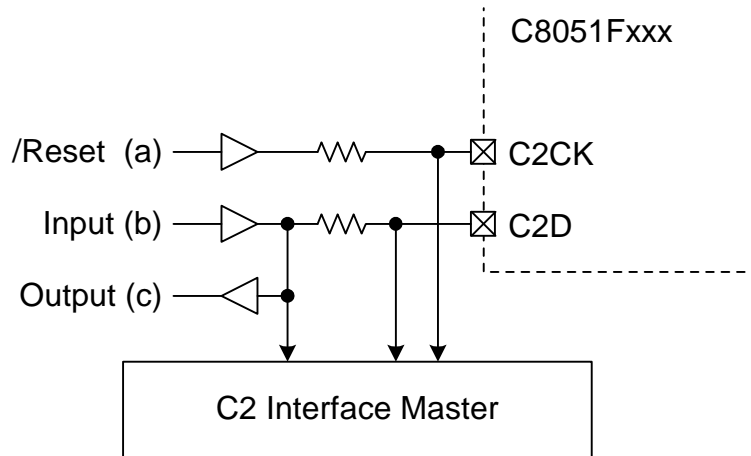 C8051Fxxx
/Reset (a)
C2CK
Input (b)
C2D
Output (c)
C2 Interface Master